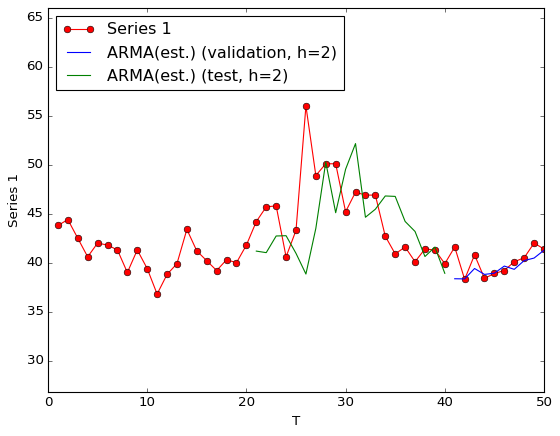 Series 1
ARMA(est.) (validation, h=2)
ARMA(est.) (test, h=2)
65
60
55
50
45
40
35
30
Series 1
0 10 20 30 40 50
T